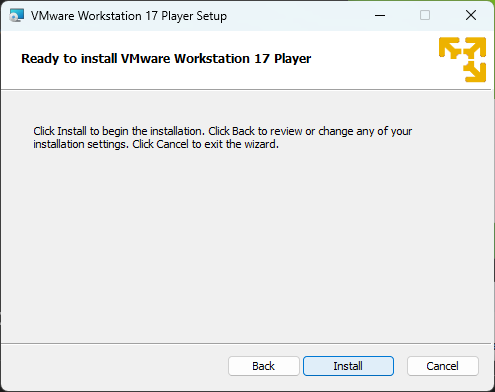 VMware Workstation 17 Player Setup
Ready to install VMware Workstation 17 Player
Click Install to begin the installation. Click Back to review or change any of your
installation settings. Click Cancel to exit the wizard.
Back
Install
Cancel